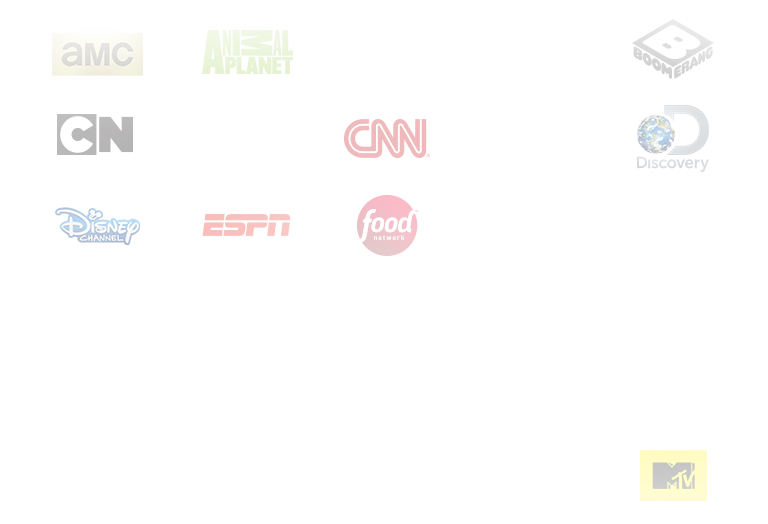 amc
ANIMAL
PLANET
BOOMERANG
CN
CNN
Discovery
Disney
CHANNEL
ESPN
food
network
MTV